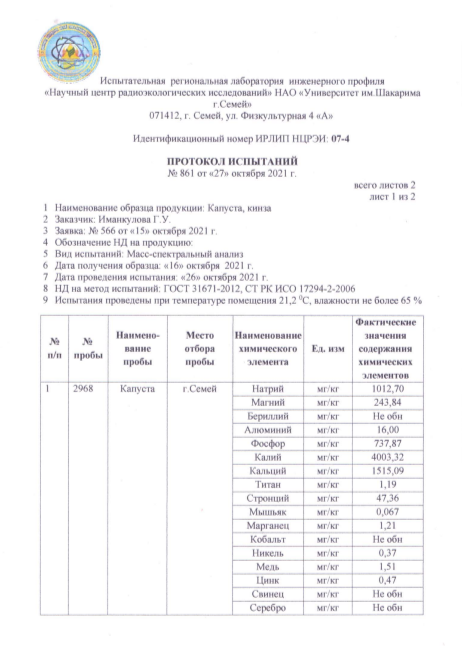 Испытательная региональная лаборатория инженерного профиля
«Научный центр радиоэкологических исследований» НАО «Университет им.Шакарима
г.Семей»
071412, г. Семей, ул. Физкультурная 4 «А»
Идентификационный номер ИРЛИП НЦРЭИ: 07-4
ПРОТОКОЛ ИСПЫТАНИЙ
№ 861 от «27» октября 2021 г.
всего листов 2
лист 1 из 2
1 Наименование образца продукции: Капуста, кинза
2 Заказчик: Иманкулова Г.У.
3 Заявка: № 566 от «15» октября 2021 г.
4 Обозначение НД на продукцию:
5 Вид испытаний: Масс-спектральный анализ
6 Дата получения образца: «16» октября 2021 г.
7 Дата проведения испытания: «26» октября 2021 г.
8 НД на метод испытаний: ГОСТ 31671-2012, СТ РК ИСО 17294-2-2006
9 Испытания проведены при температуре помещения 21,2 ⁰С, влажности не более 65 %
№ п/п № пробы Наимено-вание пробы Место отбора пробы Наименование химического элемента Ед. изм Фактические значения содержания химических элементов
1 2968 Капуста г.Семей Натрий мг/кг 1012,70
Магний мг/кг 243,84
Бериллий мг/кг Не обн
Алюминий мг/кг 16,00
Фосфор мг/кг 737,87
Калий мг/кг 4003,32
Кальций мг/кг 1515,09
Титан мг/кг 1,19
Стронций мг/кг 47,36
Мышьяк мг/кг 0,067
Марганец мг/кг 1,21
Кобальт мг/кг Не обн
Никель мг/кг 0,37
Медь мг/кг 1,51
Цинк мг/кг 0,47
Свинец мг/кг Не обн
Серебро мг/кг Не обн